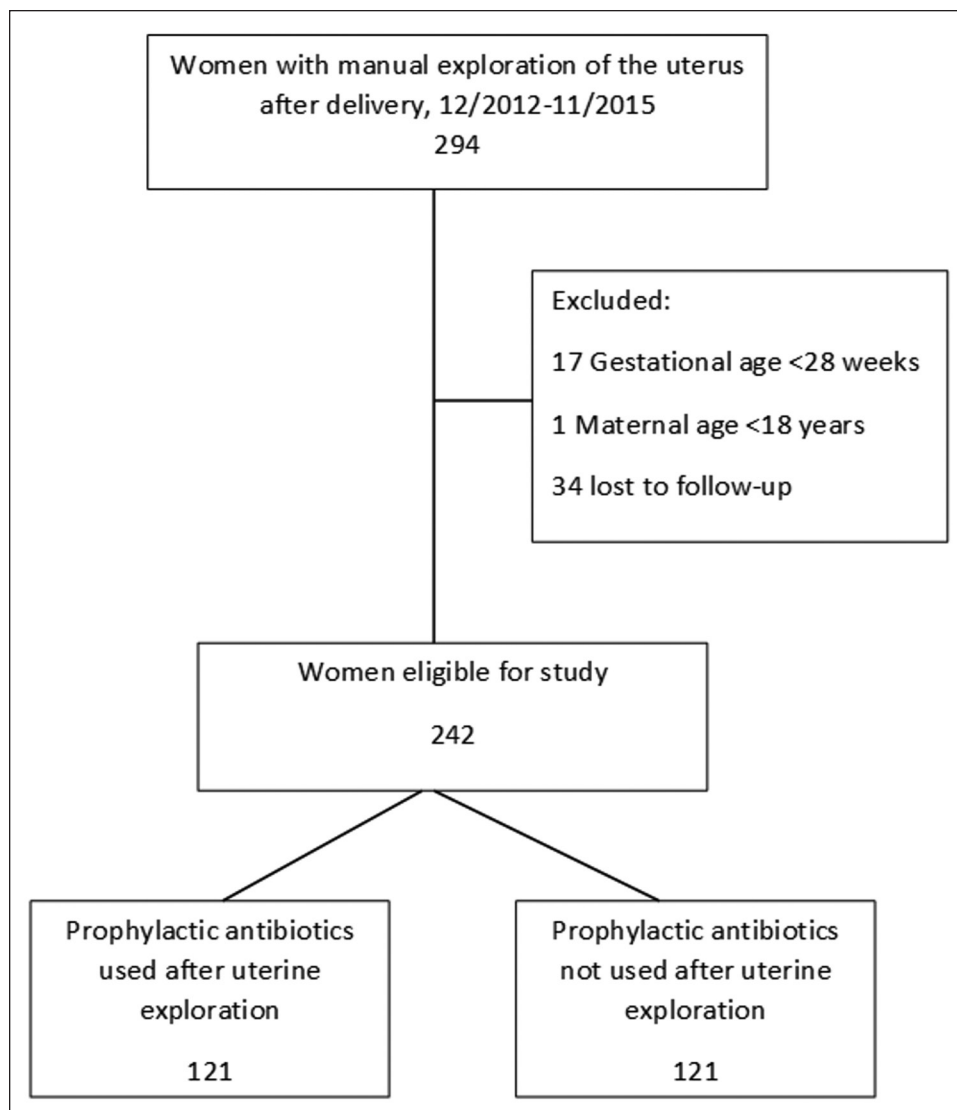 Women with manual exploration of the uterus
after delivery, 12/2012-11/2015
294
Excluded:
17 Gestational age <28 weeks
1 Maternal age <18 years
34 lost to follow-up
Women eligible for study
242
Prophylactic antibiotics
used after uterine
exploration
121
Prophylactic antibiotics
not used after uterine
exploration
121